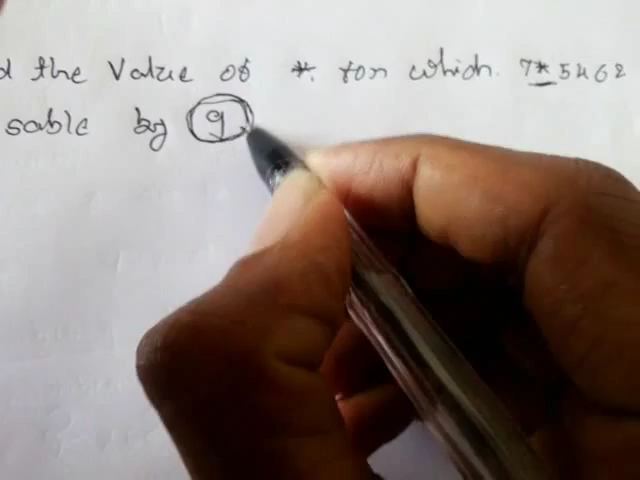 d the Value of *. for which. 7*5462
sable by 9